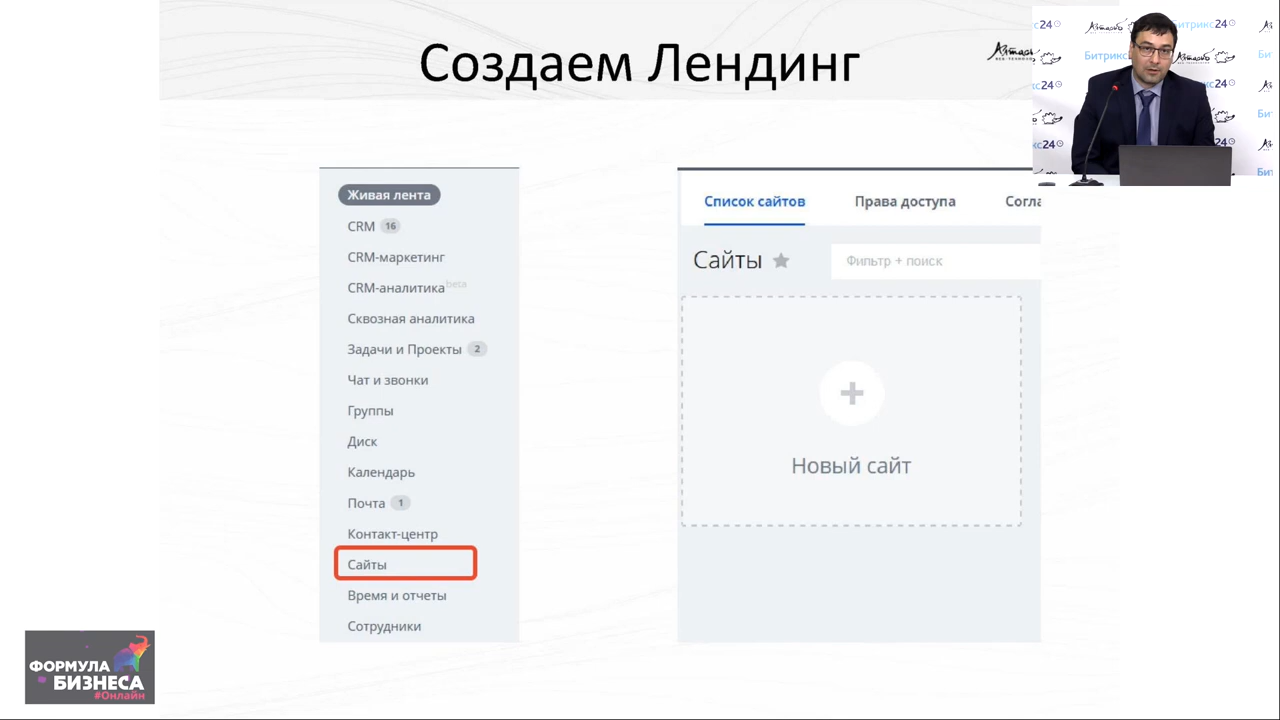 Создаем Лендинг
Живая лента
CRM 16
CRM-маркетинг
CRM-аналитика beta
Сквозная аналитика
Задачи и Проекты 2
Чат и звонки
Группы
Диск
Календарь
Почта 1
Контакт-центр
Сайты
Время и отчеты
Сотрудники
Список сайтов
Права доступа
Согла
Сайты
Фильтр + поиск
Новый сайт
Битрикс24
ФОРМУЛА
БИЗНЕСА
#Онлайн